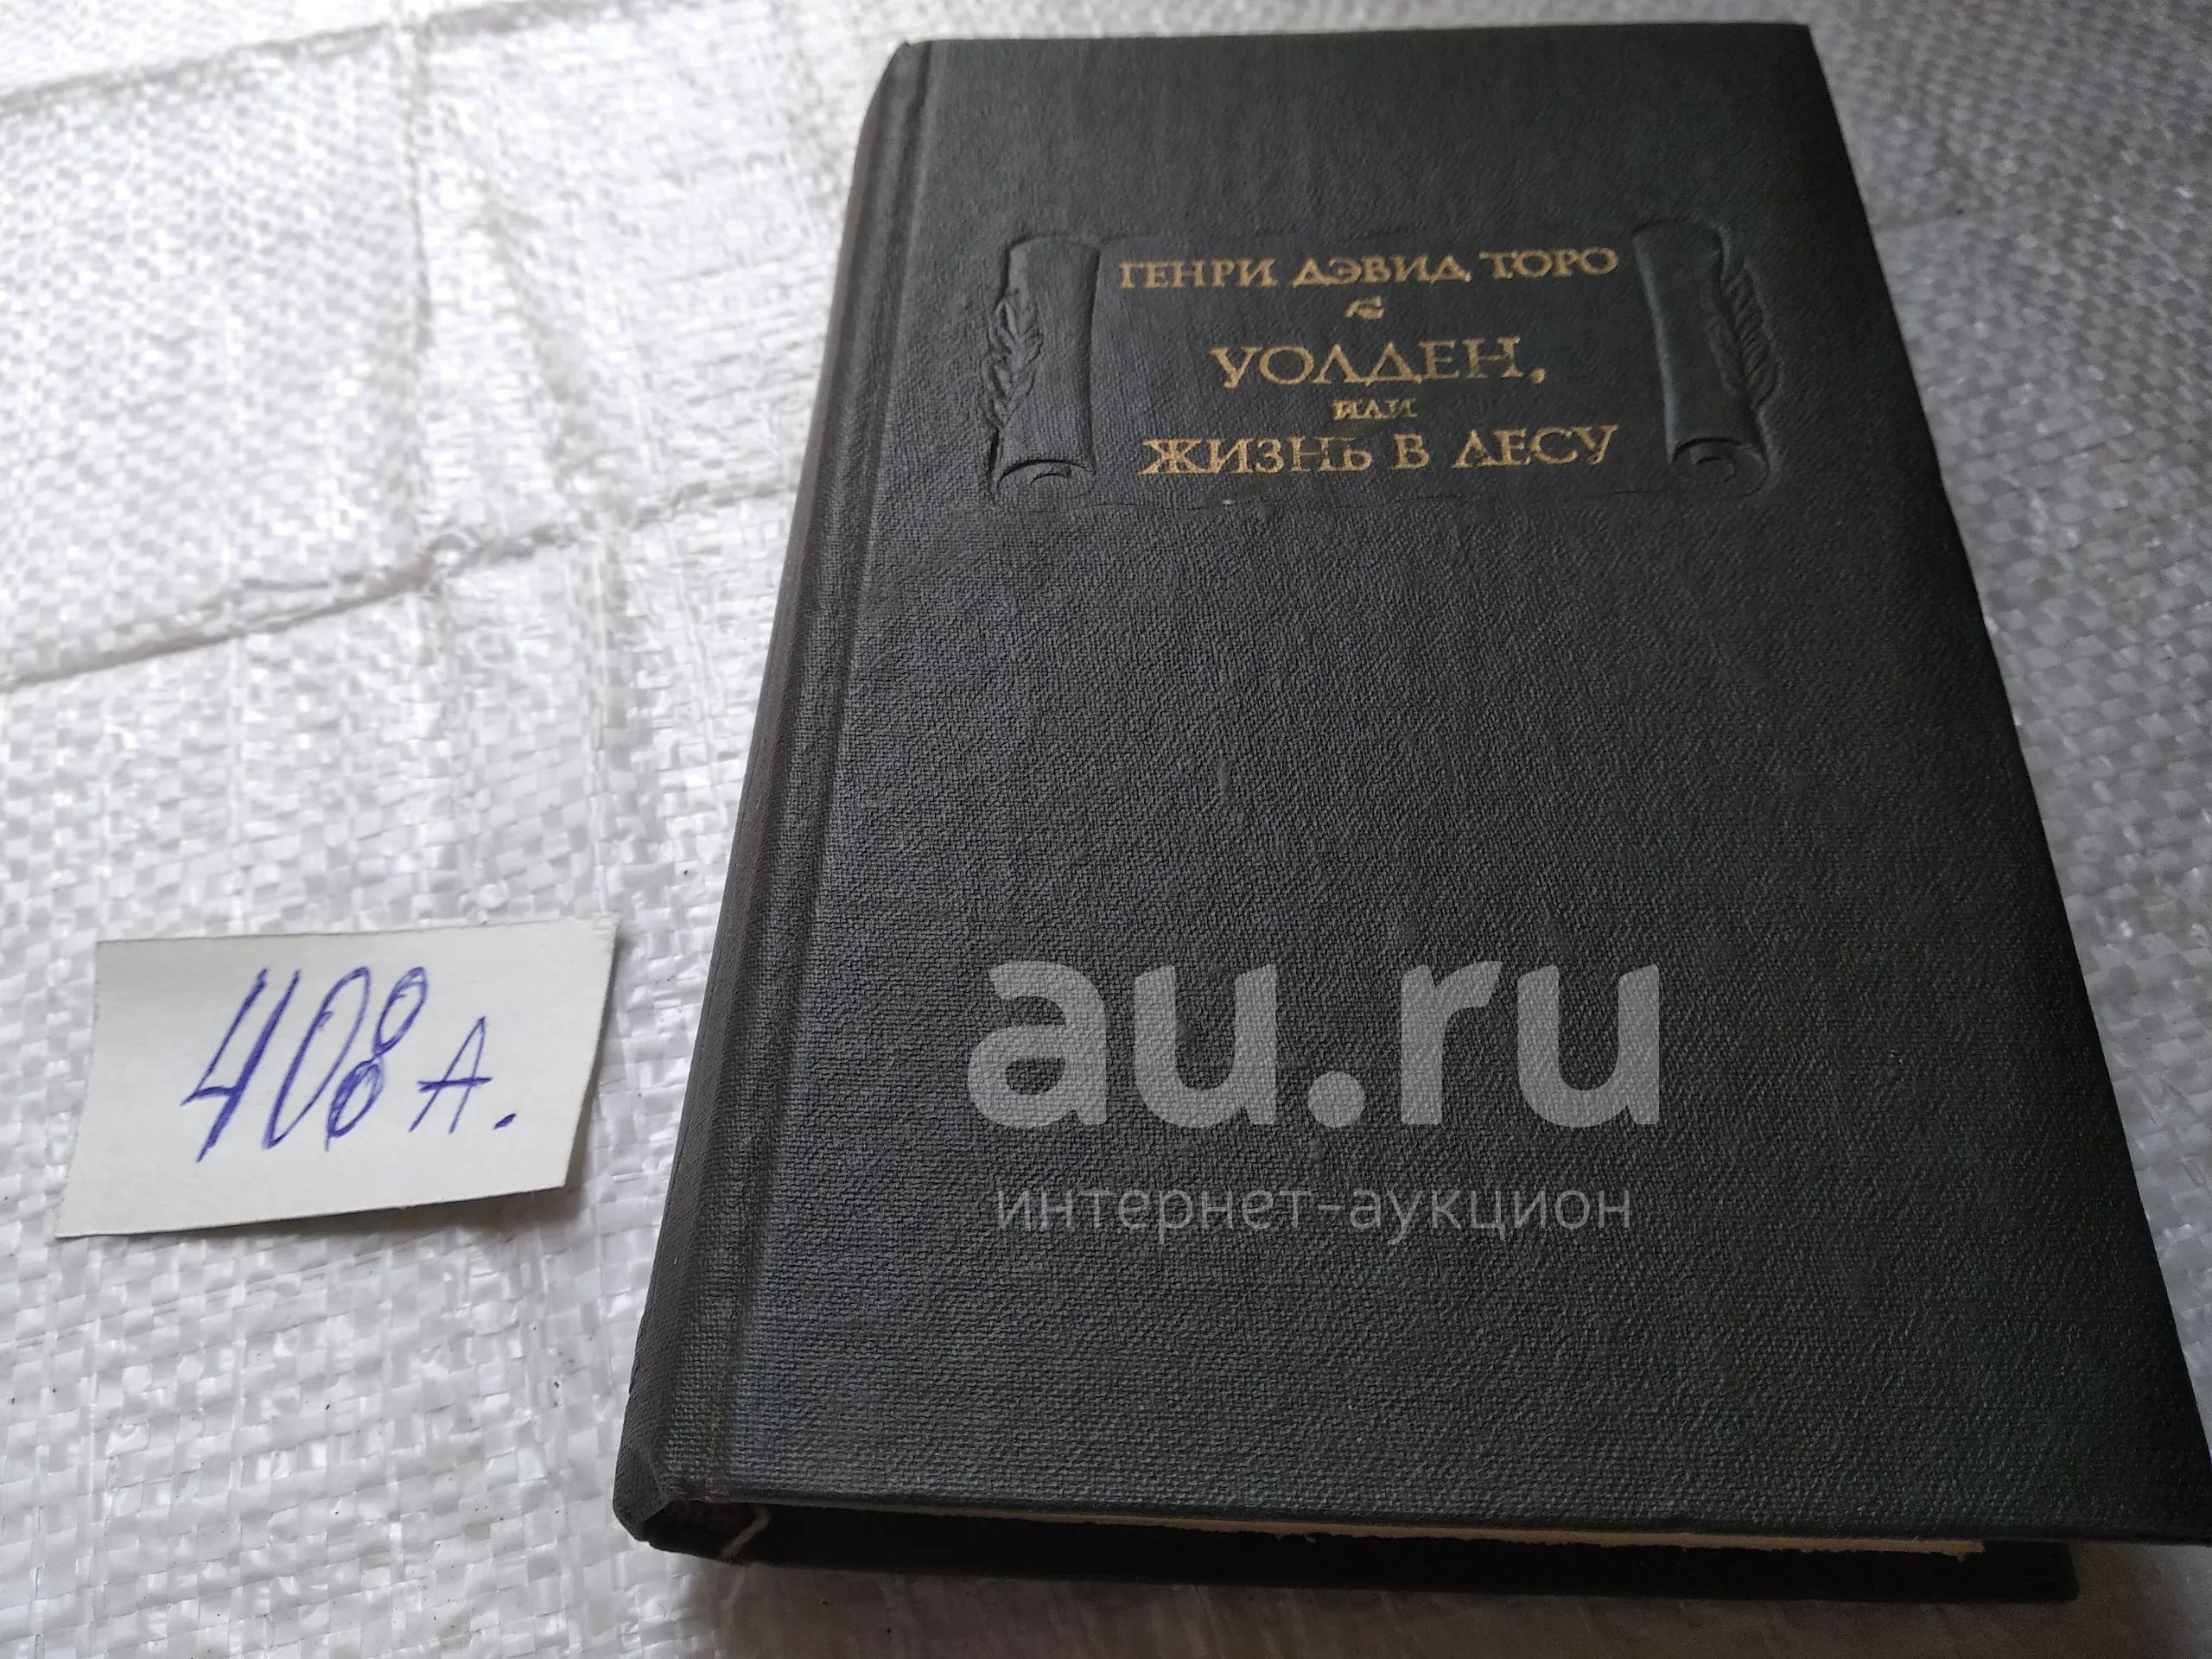 ГЕНРИ ДЭВИД ТОРО
УОЛДЕН,
ИЛИ
ЖИЗНЬ В ЛЕСУ
408 А.
au.ru
интернет-аукцион